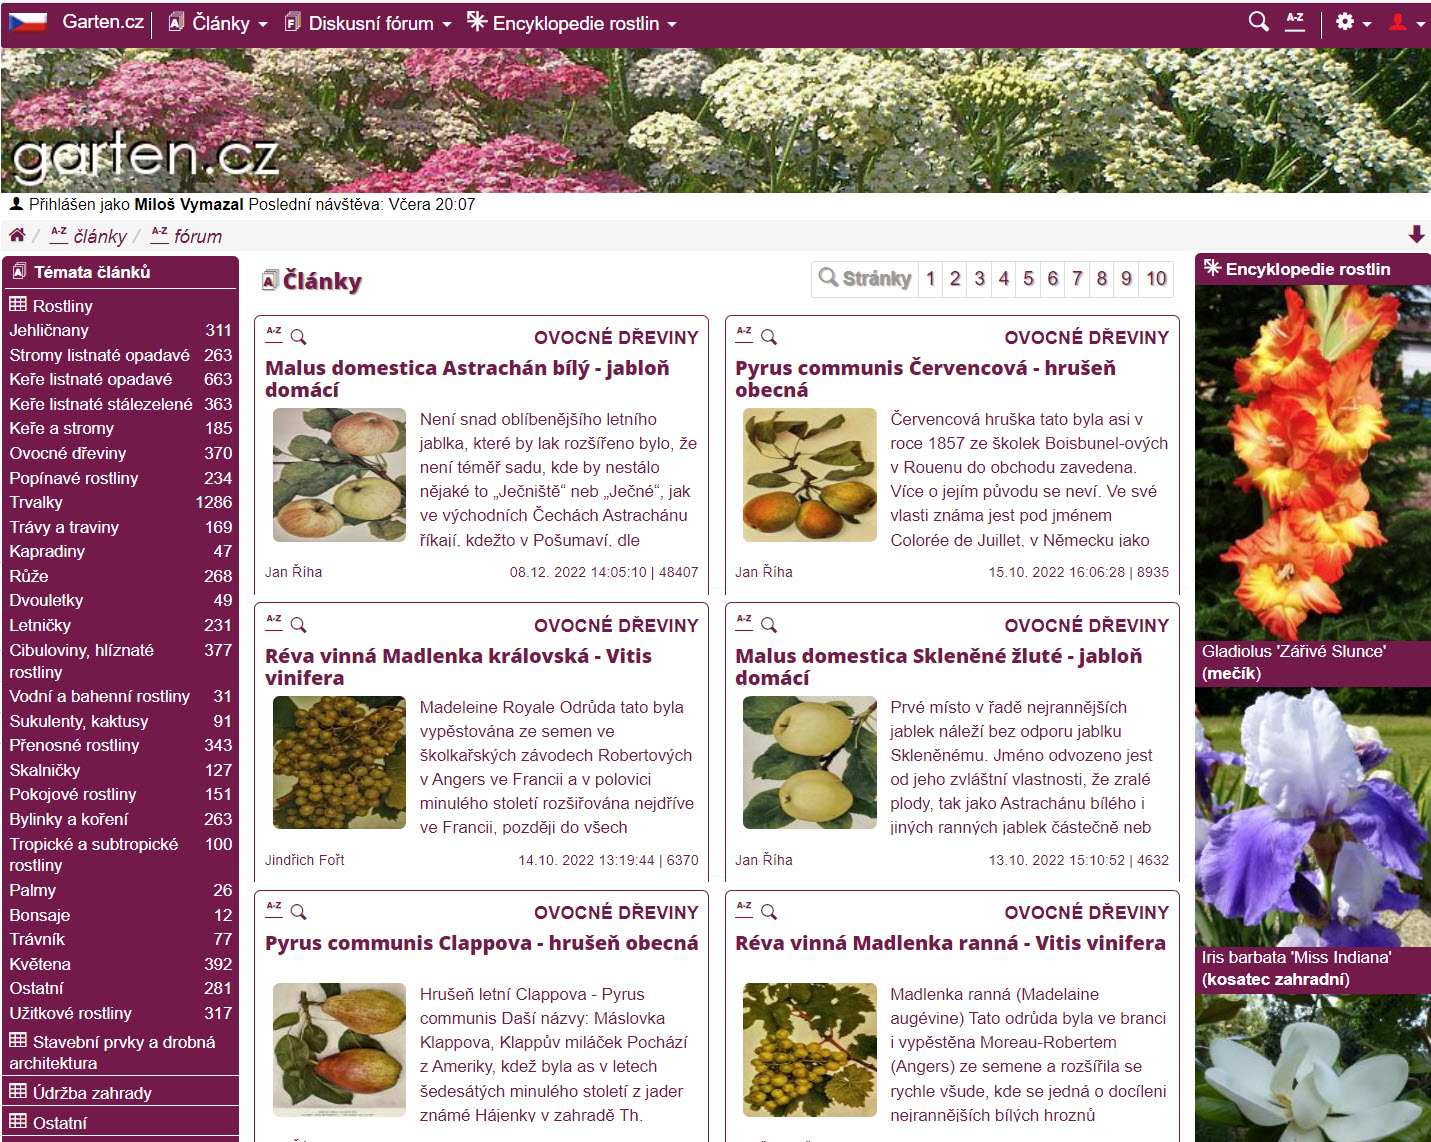 Garten.cz
Články
Diskusní fórum
Encyklopedie rostlin
A-Z
garten.cz
Přihlášen jako Miloš Vymazal Poslední návštěva: Včera 20:07
A-Z články / A-Z fórum
Témata článků
Rostliny
Jehličnany 311
Stromy listnaté opadavé 263
Keře listnaté opadavé 663
Keře listnaté stálezelené 363
Keře a stromy 185
Ovocné dřeviny 370
Popínavé rostliny 234
Trvalky 1286
Trávy a traviny 169
Kapradiny 47
Růže 268
Dvouletky 49
Letničky 231
Cibuloviny, hlíznaté 377
rostliny
Vodní a bahenní rostliny 31
Sukulenty, kaktusy 91
Přenosné rostliny 343
Skalničky 127
Pokojové rostliny 151
Bylinky a koření 263
Tropické a subtropické 100
rostliny
Palmy 26
Bonsaje 12
Trávník 77
Květena 392
Ostatní 281
Užitkové rostliny 317
Stavební prvky a drobná
architektura
Údržba zahrady
Ostatní
Články
Stránky 1 2 3 4 5 6 7 8 9 10
A-Z OVOCNÉ DŘEVINY
Malus domestica Astrachán bílý - jabloň
domácí
Není snad oblíbenějšího letního
jablka, které by lak rozšířeno bylo, že
není téměř sadu, kde by nestálo
nějaké to „Ječniště“ neb „Ječné“, jak
ve východních Čechách Astrachánu
říkají, kdežto v Pošumaví, dle
Jan Říha 08.12. 2022 14:05:10 | 48407
A-Z OVOCNÉ DŘEVINY
Pyrus communis Červencová - hrušeň
obecná
Červencová hruška tato byla asi v
roce 1857 ze školek Boisbunel-ových
v Rouenu do obchodu zavedena.
Více o jejím původu se neví. Ve své
vlasti známa jest pod jménem
Colorée de Juillet, v Německu jako
Jan Říha 15.10. 2022 16:06:28 | 8935
A-Z OVOCNÉ DŘEVINY
Réva vinná Madlenka královská - Vitis
vinifera
Madeleine Royale Odrůda tato byla
vypěstována ze semen ve
školkařských závodech Robertových
v Angers ve Francii a v polovici
minulého století rozšiřována nejdříve
ve Francii, později do všech
Jindřich Fořt 14.10. 2022 13:19:44 | 6370
A-Z OVOCNÉ DŘEVINY
Malus domestica Skleněné žluté - jabloň
domácí
Prvé místo v řadě nejrannějších
jablek náleží bez odporu jablku
Skleněnému. Jméno odvozeno jest
od jeho zvláštní vlastnosti, že zralé
plody, tak jako Astrachánu bílého i
jiných ranných jablek částečně neb
Jan Říha 13.10. 2022 15:10:52 | 4632
A-Z OVOCNÉ DŘEVINY
Pyrus communis Clappova - hrušeň obecná
Hrušeň letní Clappova - Pyrus
communis Daší názvy: Máslovka
Klappova, Klappův miláček Pochází
z Ameriky, kdež byla as v letech
šedesátých minulého století z jader
známé Hájenky v zahradě Th.
A-Z OVOCNÉ DŘEVINY
Réva vinná Madlenka ranná - Vitis vinifera
Madlenka ranná (Madelaine
augévine) Tato odrůda byla ve branci
i vypěstěna Moreau-Robertem
(Angers) ze semene a rozšířila se
rychle všude, kde se jedná o docíleni
nejrannějších bílých hroznů
Encyklopedie rostlin
Gladiolus 'Zářivé Slunce'
(mečík)
Iris barbata 'Miss Indiana'
(kosatec zahradní)